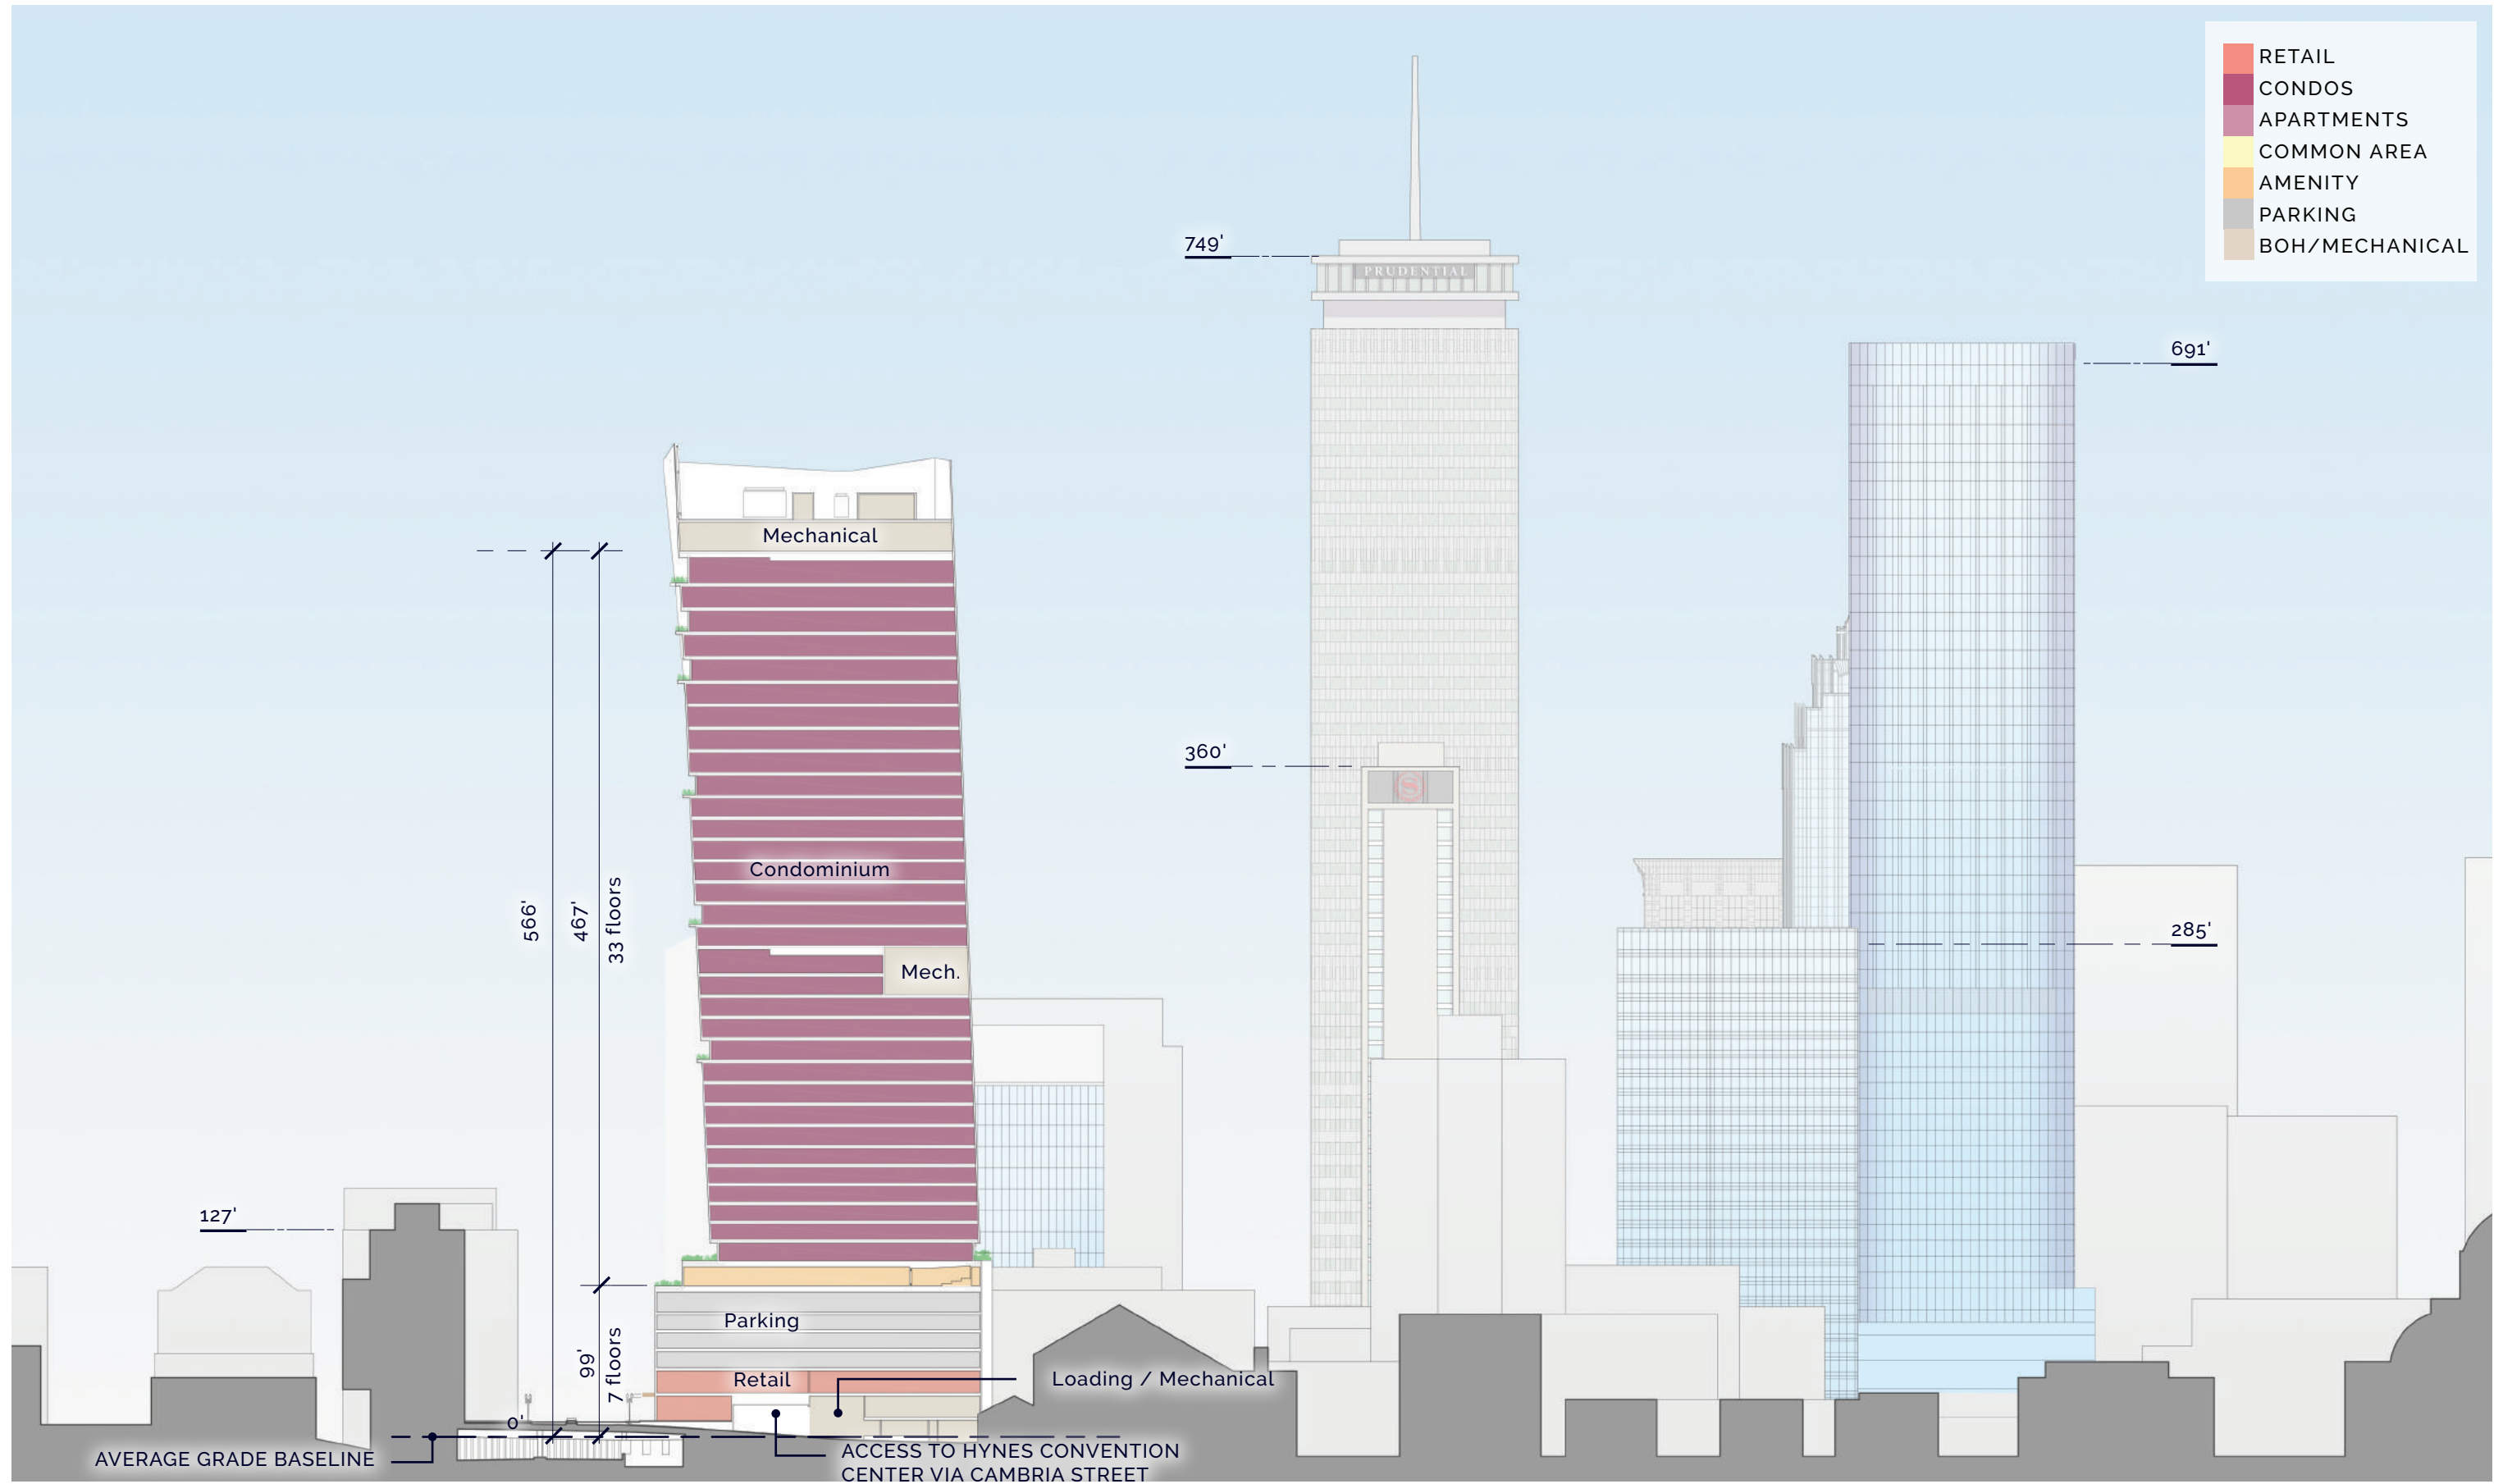 RETAIL
CONDOS
APARTMENTS
COMMON AREA
AMENITY
PARKING
BOH/MECHANICAL
749'
PRUDENTIAL
691'
Mechanical
360'
S
Condominium
566'
467'
33 floors
285'
Mech.
127'
Parking
99'
7 floors
Retail
Loading / Mechanical
0'
AVERAGE GRADE BASELINE
ACCESS TO HYNES CONVENTION
CENTER VIA CAMBRIA STREET